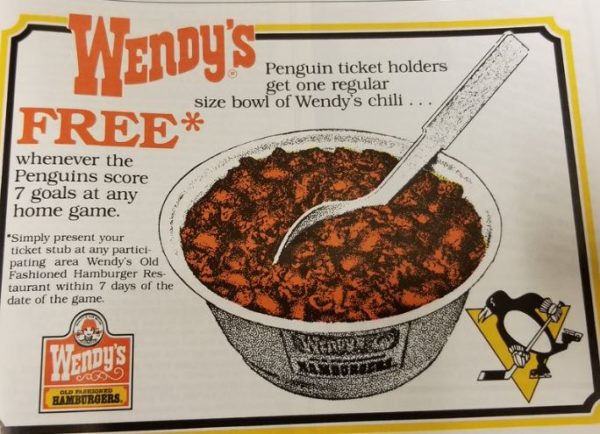 WENDY'S®
Penguin ticket holders
get one regular
size bowl of Wendy's chili . . .
FREE*
whenever the
Penguins score
7 goals at any
home game.
*Simply present your
ticket stub at any partici-
pating area Wendy's Old
Fashioned Hamburger Res-
taurant within 7 days of the
date of the game.
WENDY'S
OLD FASHIONED
HAMBURGERS.
WENDY'S
HAMBURGERS